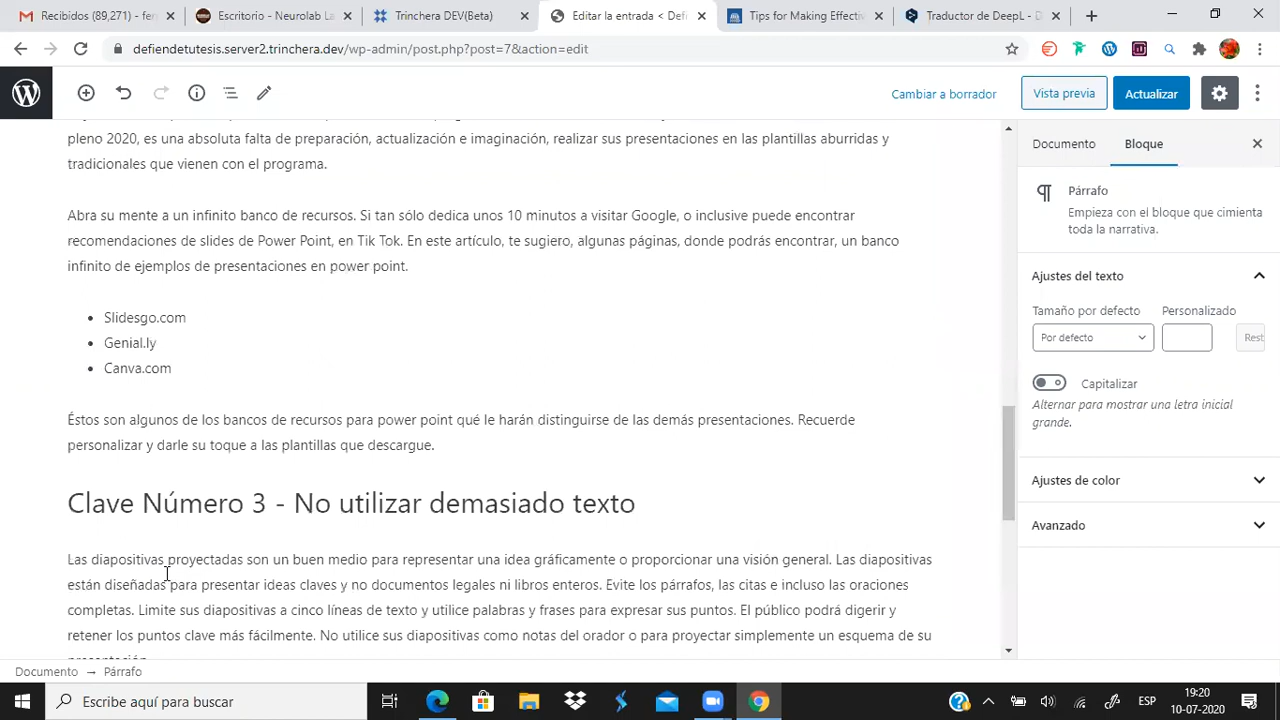 Recibidos (89,271) - fer
Escritorio - Neurolab La
Trinchera DEV(Beta)
Editar la entrada < Defi
Tips for Making Effecti
Traductor de DeepL - D
defiendetutesis.server2.trinchera.dev/wp-admin/post.php?post=7&action=edit
Cambiar a borrador
Vista previa
Actualizar
pleno 2020, es una absoluta falta de preparación, actualización e imaginación, realizar sus presentaciones en las plantillas aburridas y
tradicionales que vienen con el programa.
Abra su mente a un infinito banco de recursos. Si tan sólo dedica unos 10 minutos a visitar Google, o inclusive puede encontrar
recomendaciones de slides de Power Point, en Tik Tok. En este artículo, te sugiero, algunas páginas, donde podrás encontrar, un banco
infinito de ejemplos de presentaciones en power point.
• Slidesgo.com
• Genial.ly
• Canva.com
Éstos son algunos de los bancos de recursos para power point qué le harán distinguirse de las demás presentaciones. Recuerde
personalizar y darle su toque a las plantillas que descargue.
Clave Número 3 - No utilizar demasiado texto
Las diapositivas proyectadas son un buen medio para representar una idea gráficamente o proporcionar una visión general. Las diapositivas
están diseñadas para presentar ideas claves y no documentos legales ni libros enteros. Evite los párrafos, las citas e incluso las oraciones
completas. Limite sus diapositivas a cinco líneas de texto y utilice palabras y frases para expresar sus puntos. El público podrá digerir y
retener los puntos clave más fácilmente. No utilice sus diapositivas como notas del orador o para proyectar simplemente un esquema de su
Documento
Bloque
Párrafo
Empieza con el bloque que cimienta
toda la narrativa.
Ajustes del texto
Tamaño por defecto
Personalizado
Por defecto
Rest
Capitalizar
Alternar para mostrar una letra inicial
grande.
Ajustes de color
Avanzado
Documento → Párrafo
Escribe aquí para buscar
ESP
19:20
10-07-2020